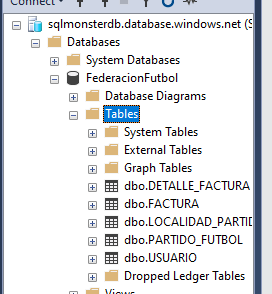 Connect
sqlmonsterdb.database.windows.net (S
Databases
System Databases
FederacionFutbol
Database Diagrams
Tables
System Tables
External Tables
Graph Tables
dbo.DETALLE_FACTURA
dbo.FACTURA
dbo.LOCALIDAD_PARTID
dbo.PARTIDO_FUTBOL
dbo.USUARIO
Dropped Ledger Tables
Views